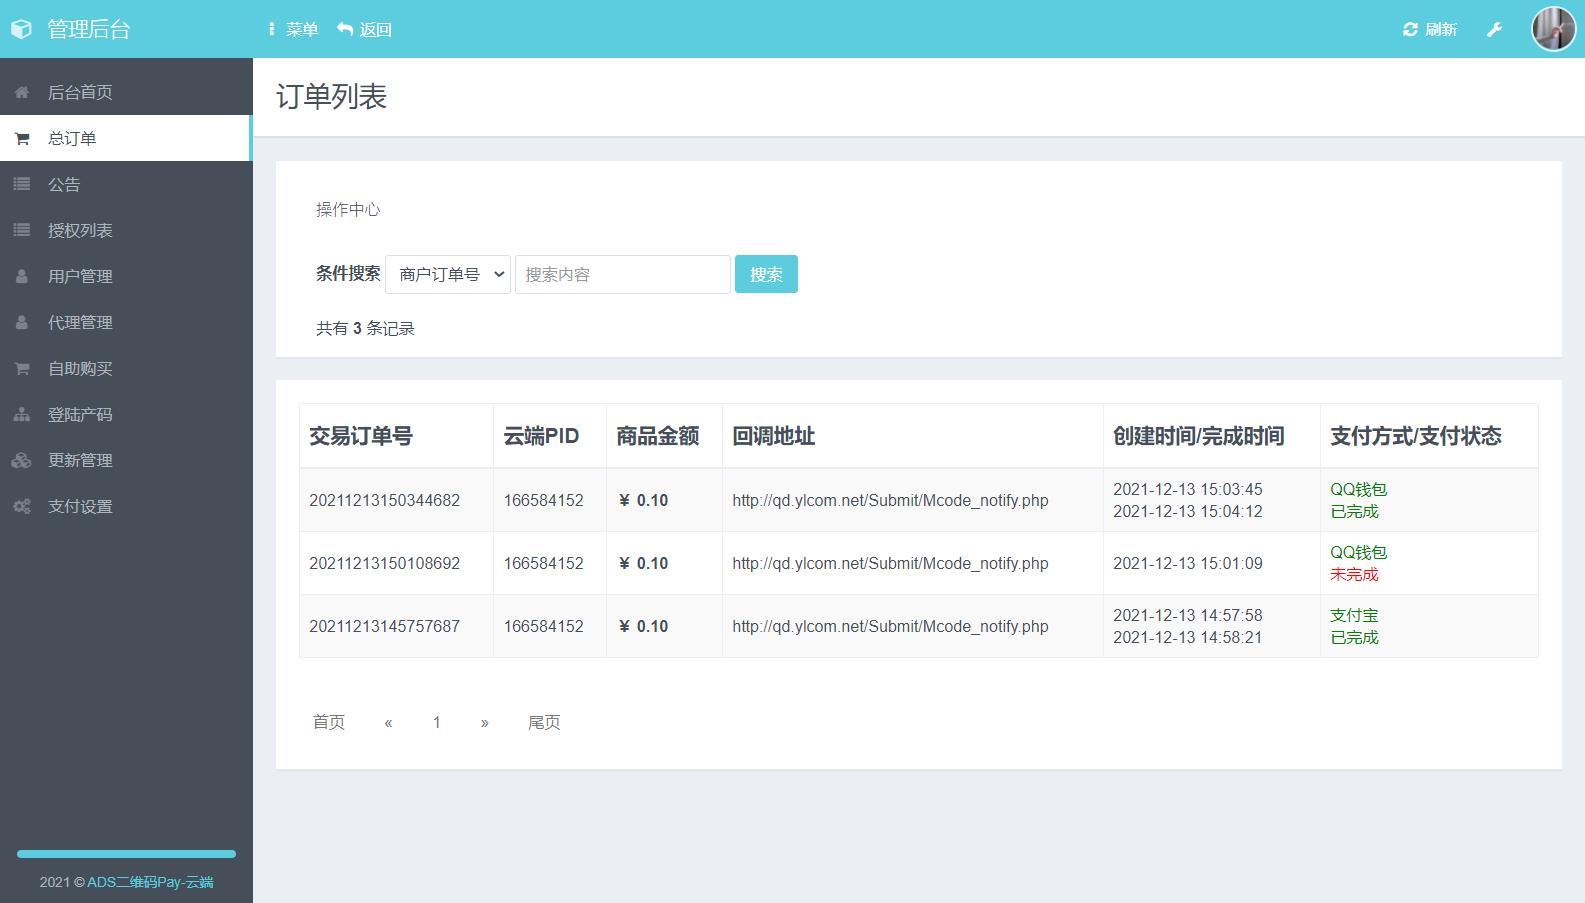 管理后台
菜单 返回
刷新
后台首页
总订单
公告
授权列表
用户管理
代理管理
自助购买
登陆产码
更新管理
支付设置
2021 © ADS二维码Pay-云端
订单列表
操作中心
条件搜索 商户订单号 搜索内容 搜索
共有 3 条记录
交易订单号 云端PID 商品金额 回调地址 创建时间/完成时间 支付方式/支付状态
20211213150344682 166584152 ¥ 0.10 http://qd.ylcom.net/Submit/Mcode_notify.php 2021-12-13 15:03:45 QQ钱包
2021-12-13 15:04:12 已完成
20211213150108692 166584152 ¥ 0.10 http://qd.ylcom.net/Submit/Mcode_notify.php 2021-12-13 15:01:09 QQ钱包
未完成
20211213145757687 166584152 ¥ 0.10 http://qd.ylcom.net/Submit/Mcode_notify.php 2021-12-13 14:57:58 支付宝
2021-12-13 14:58:21 已完成
首页 « 1 » 尾页